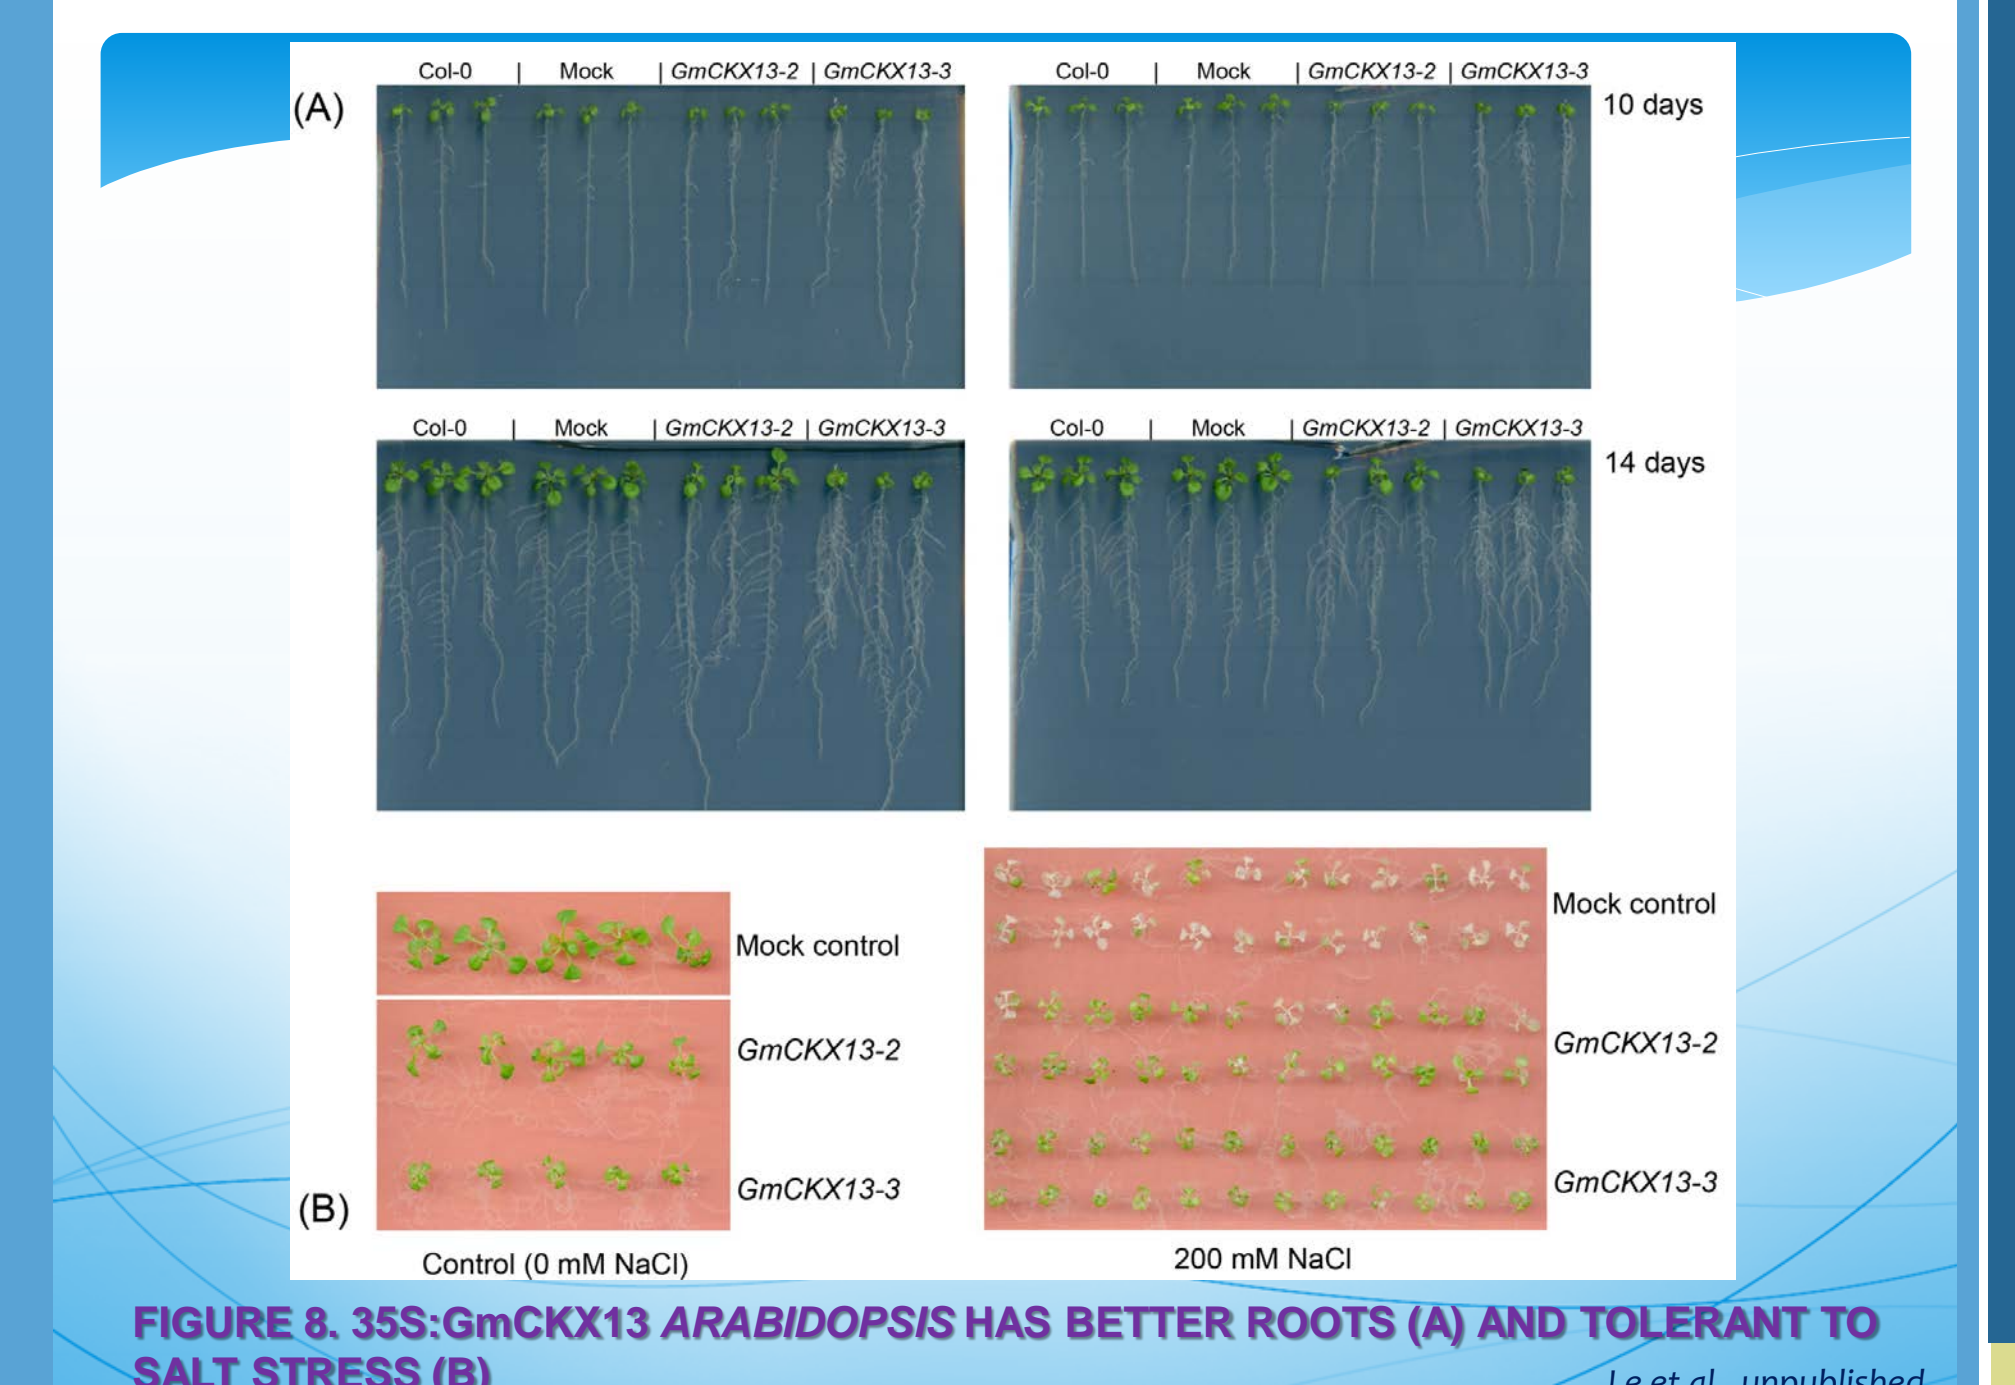 Col-0 | Mock | GmCKX13-2 | GmCKX13-3
Col-0 | Mock | GmCKX13-2 | GmCKX13-3
(A)
10 days
Col-0 | Mock | GmCKX13-2 | GmCKX13-3
Col-0 | Mock | GmCKX13-2 | GmCKX13-3
14 days
Mock control
GmCKX13-2
GmCKX13-3
(B)
Control (0 mM NaCl)
Mock control
GmCKX13-2
GmCKX13-3
200 mM NaCl
FIGURE 8. 35S:GmCKX13 ARABIDOPSIS HAS BETTER ROOTS (A) AND TOLERANT TO
SALT STRESS (B)
Le et al., unpublished